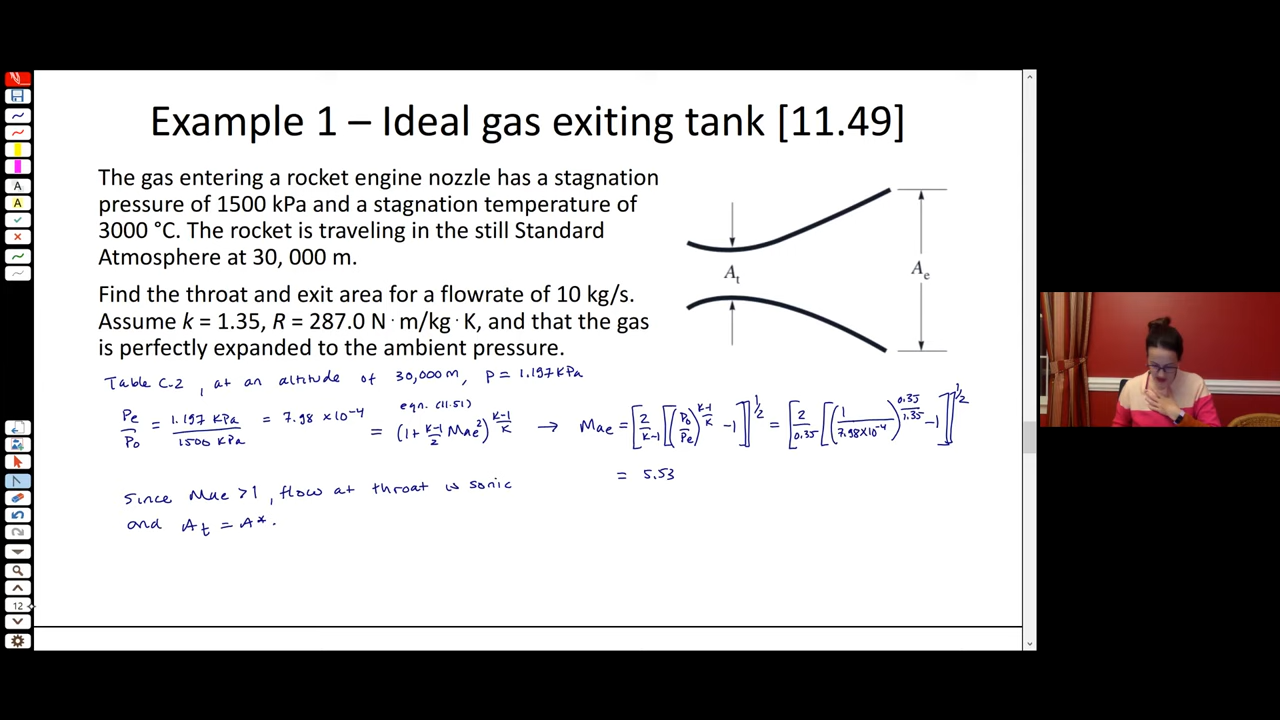 Example 1 – Ideal gas exiting tank [11.49]
The gas entering a rocket engine nozzle has a stagnation
pressure of 1500 kPa and a stagnation temperature of
3000 °C. The rocket is traveling in the still Standard
Atmosphere at 30, 000 m.
Find the throat and exit area for a flowrate of 10 kg/s.
Assume k = 1.35, R = 287.0 N·m/kg·K, and that the gas
is perfectly expanded to the ambient pressure.
At
Ae
Table C.2, at an altitude of 30,000m, P = 1.197 kPa
Pe/Po = 1.197 kPa/1500 kPa = 7.98 × 10^-4 = (1 + k-1/2 Mae^2)^k-1/k → Mae = [2/k-1 [(Po/Pe)^k-1/k - 1]]^1/2 = [2/0.35 [(1/7.98×10^-4)^0.35/1.35 - 1]]^1/2
eqn. (11.51)
= 5.53
Since Mae > 1, flow at throat is sonic
and At = A*.
12